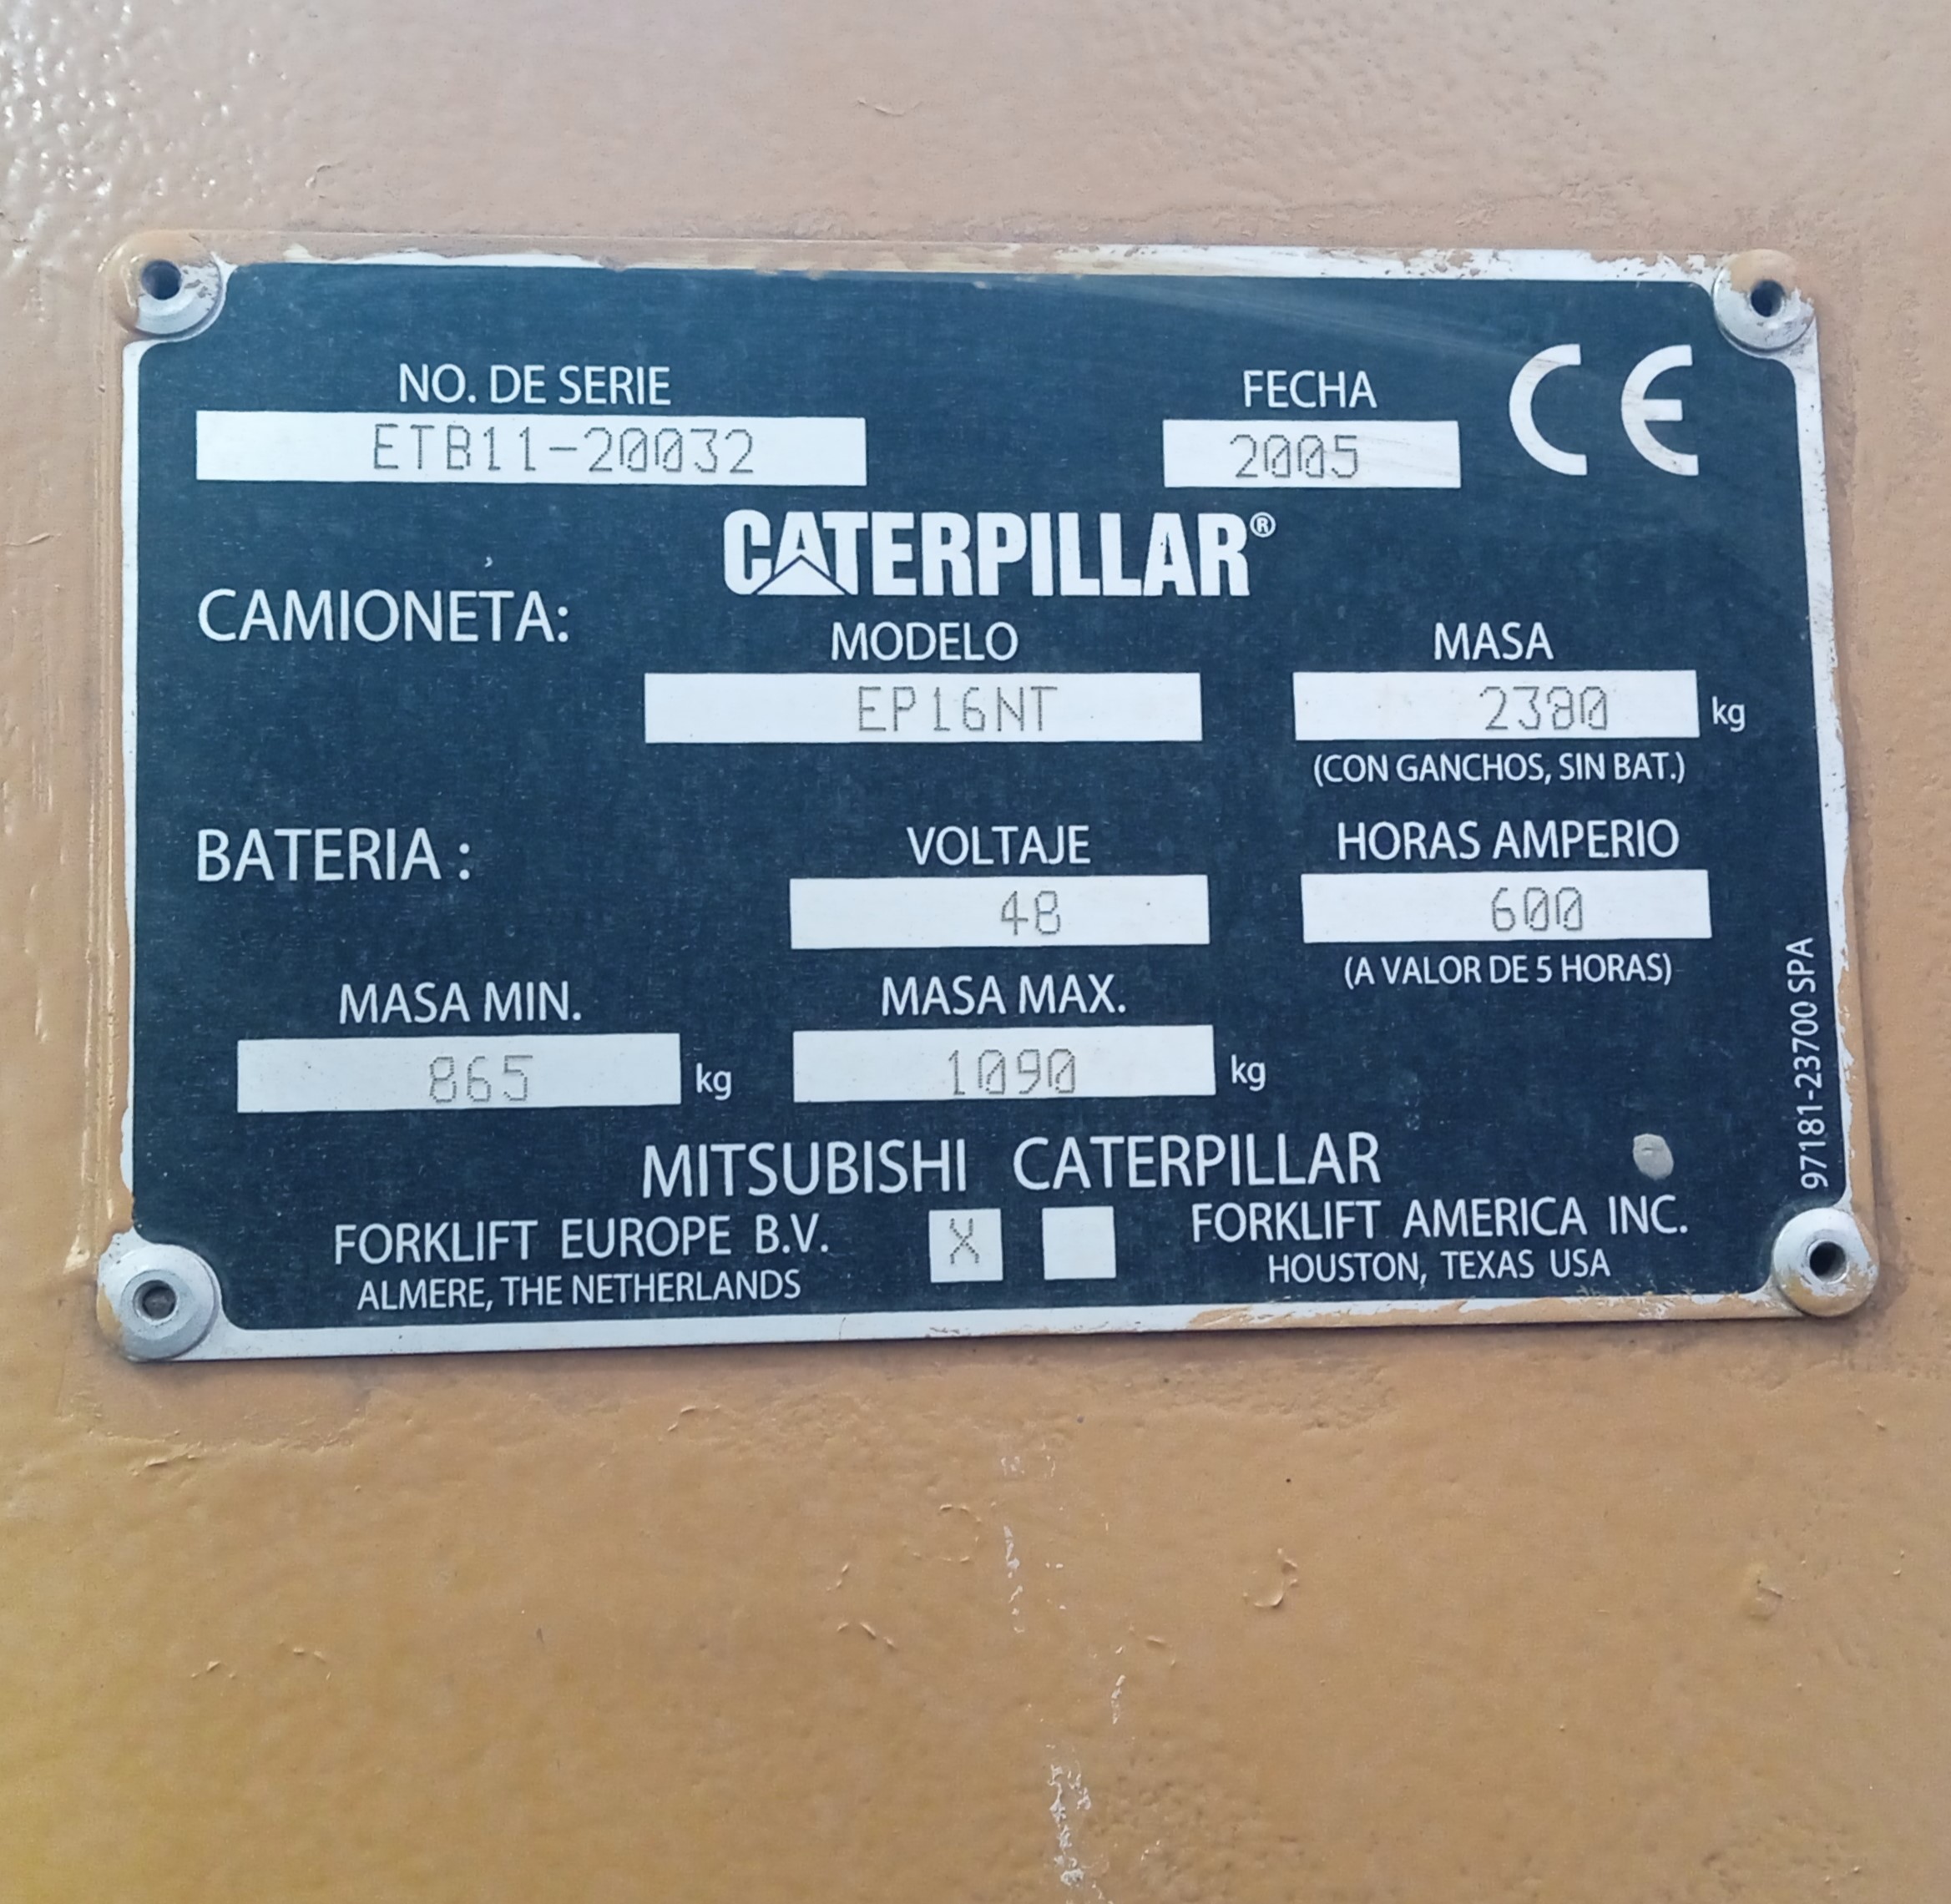 NO. DE SERIE
FECHA
CE
ETB11-20032
2005
CATERPILLAR®
CAMIONETA:
MODELO
MASA
EP16NT
2380 kg
(CON GANCHOS, SIN BAT.)
BATERIA :
VOLTAJE
HORAS AMPERIO
48
600
(A VALOR DE 5 HORAS)
MASA MIN.
MASA MAX.
865 kg
1090 kg
MITSUBISHI CATERPILLAR
FORKLIFT EUROPE B.V.
X
FORKLIFT AMERICA INC.
ALMERE, THE NETHERLANDS
HOUSTON, TEXAS USA
97181-23700 SPA